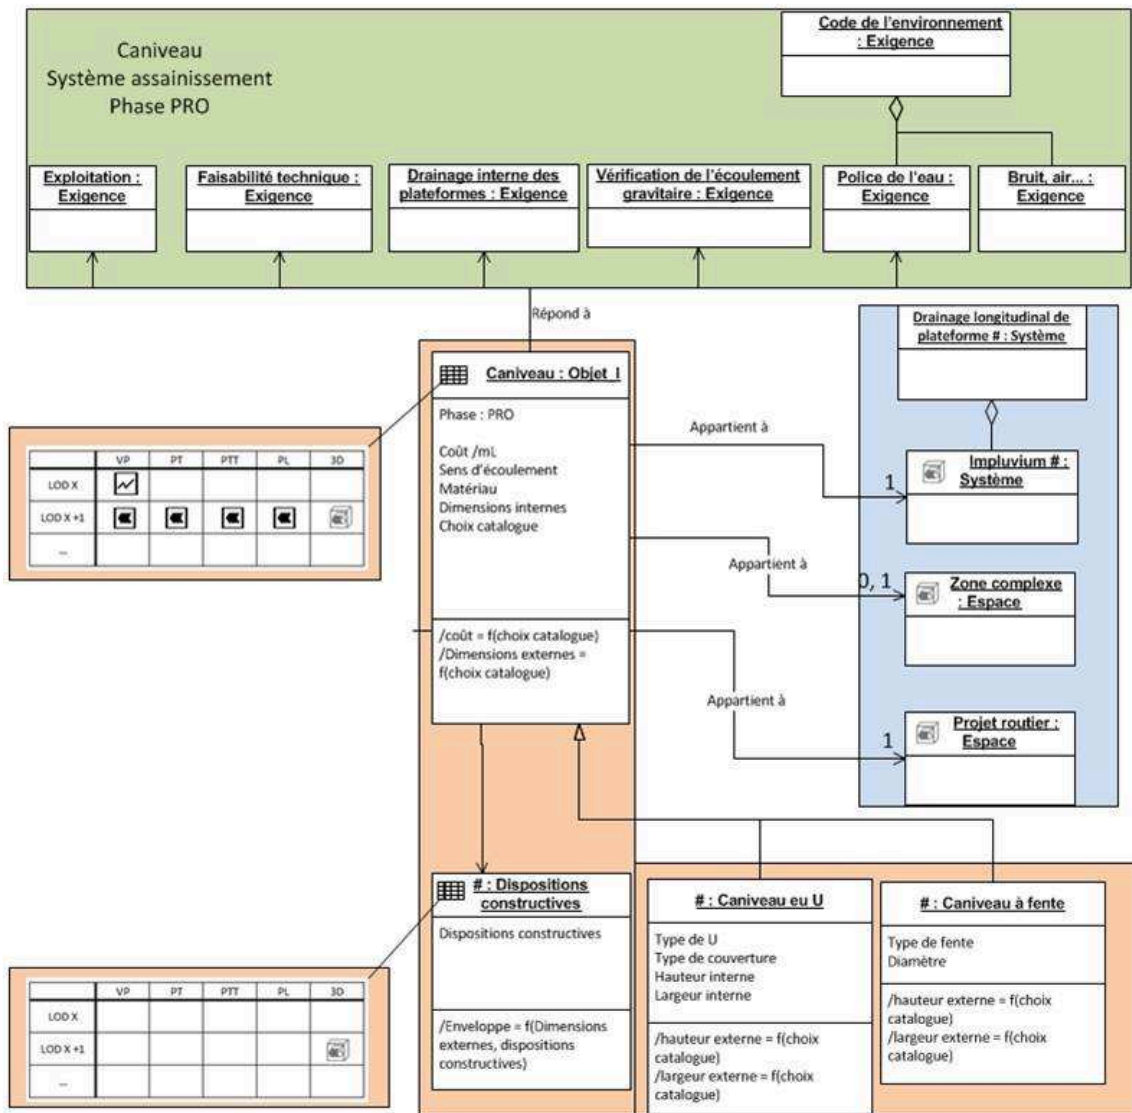 Caniveau
Système assainissement
Phase PRO
Code de l'environnement
: Exigence
Exploitation :
Exigence
Faisabilité technique :
Exigence
Drainage interne des
plateformes : Exigence
Vérification de l'écoulement
gravitaire : Exigence
Police de l'eau :
Exigence
Bruit, air... :
Exigence
Répond à
Drainage longitudinal de
plateforme # : Système
Caniveau : Objet_I
Phase : PRO
Coût /mL
Sens d'écoulement
Matériau
Dimensions internes
Choix catalogue
/coût = f(choix catalogue)
/Dimensions externes =
f(choix catalogue)
VP PT PTT PL 3D
LOD X
LOD X +1
...
Appartient à
1
Impluvium # :
Système
Appartient à
0, 1
Zone complexe
: Espace
Appartient à
1
Projet routier :
Espace
# : Dispositions
constructives
Dispositions constructives
/Enveloppe = f(Dimensions
externes, dispositions
constructives)
# : Caniveau eu U
Type de U
Type de couverture
Hauteur interne
Largeur interne
/hauteur externe = f(choix
catalogue)
/largeur externe = f(choix
catalogue)
# : Caniveau à fente
Type de fente
Diamètre
/hauteur externe = f(choix
catalogue)
/largeur externe = f(choix
catalogue)
VP PT PTT PL 3D
LOD X
LOD X +1
...